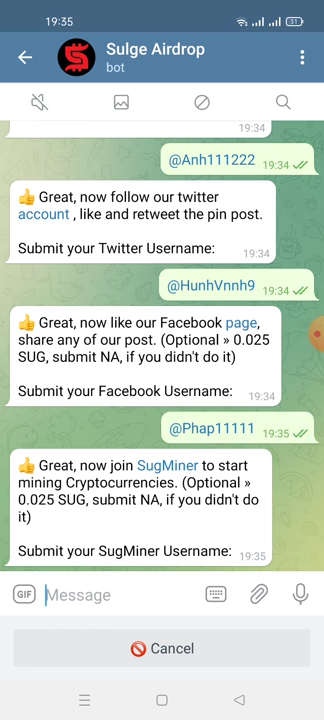 19:35
31
Sulge Airdrop
bot
19:34
@Anh111222 19:34
👍 Great, now follow our twitter
account , like and retweet the pin post.
Submit your Twitter Username: 19:34
@HunhVnnh9 19:34
👍 Great, now like our Facebook page,
share any of our post. (Optional » 0.025
SUG, submit NA, if you didn't do it)
Submit your Facebook Username: 19:34
@Phap11111 19:35
👍 Great, now join SugMiner to start
mining Cryptocurrencies. (Optional »
0.025 SUG, submit NA, if you didn't do
it)
Submit your SugMiner Username: 19:35
GIF Message
🚫 Cancel